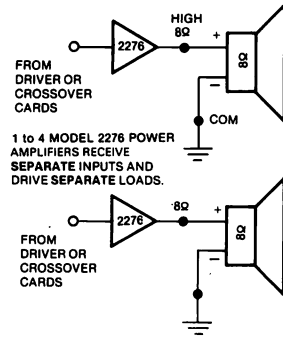 HIGH
8Ω
2276
+
8Ω
−
FROM
DRIVER OR
CROSSOVER
CARDS
COM
1 to 4 MODEL 2276 POWER
AMPLIFIERS RECEIVE
SEPARATE INPUTS AND
DRIVE SEPARATE LOADS.
2276
8Ω
+
8Ω
−
FROM
DRIVER OR
CROSSOVER
CARDS